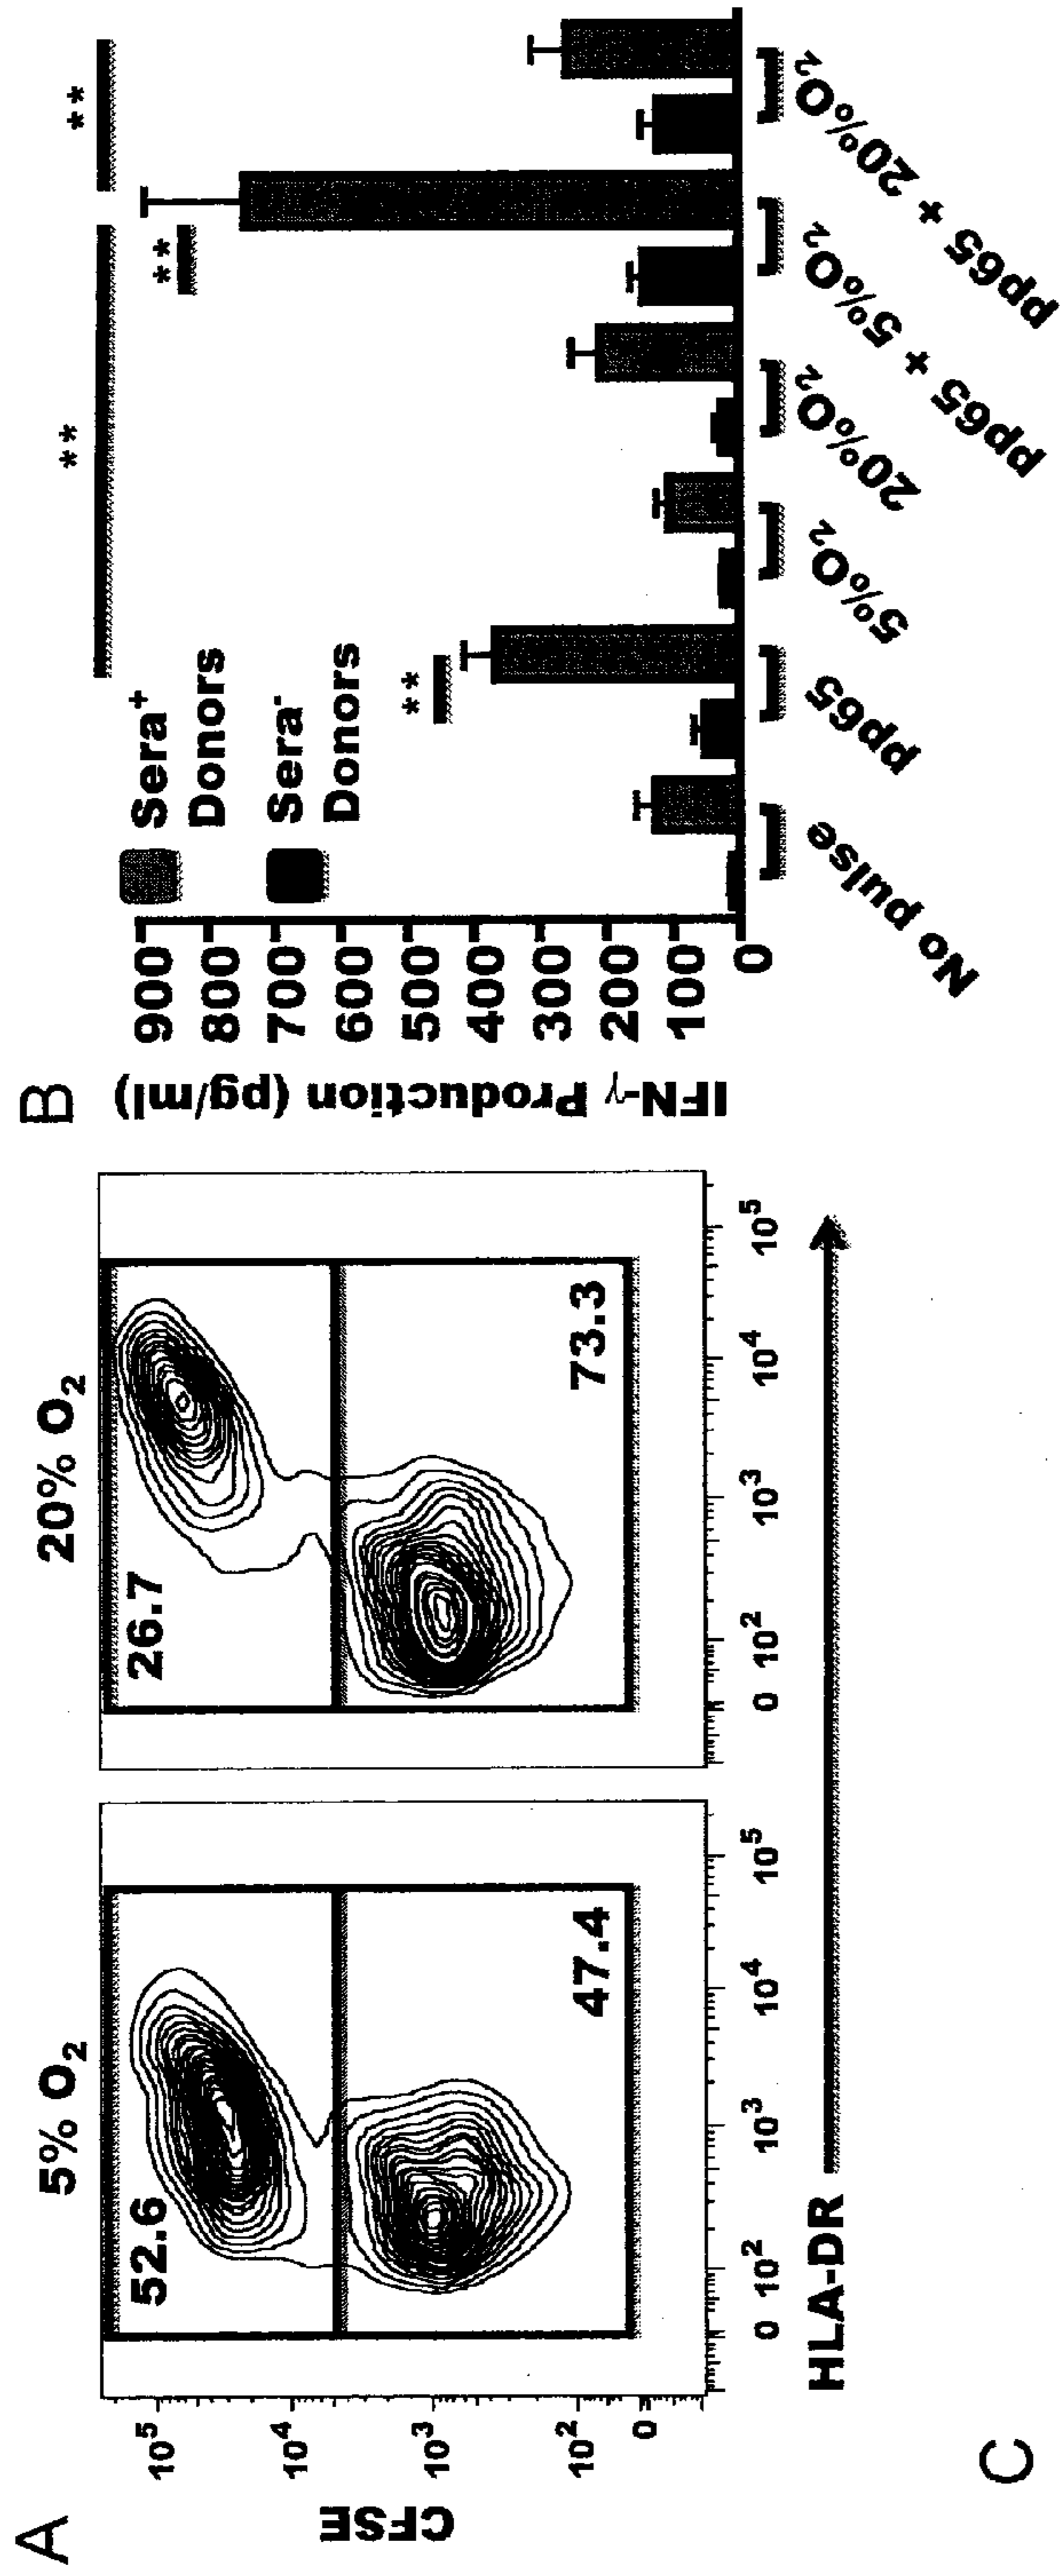 A
5% O2
20% O2
CFSE
10^5
10^4
10^3
10^2
0
52.6
47.4
26.7
73.3
0 10^2 10^3 10^4 10^5
0 10^2 10^3 10^4 10^5
HLA-DR
B
IFN-γ Production (pg/ml)
900
800
700
600
500
400
300
200
100
0
Sera+
Donors
Sera-
Donors
**
**
**
**
No pulse
pp65
5%O2
20%O2
pp65 + 5%O2
pp65 + 20%O2
C